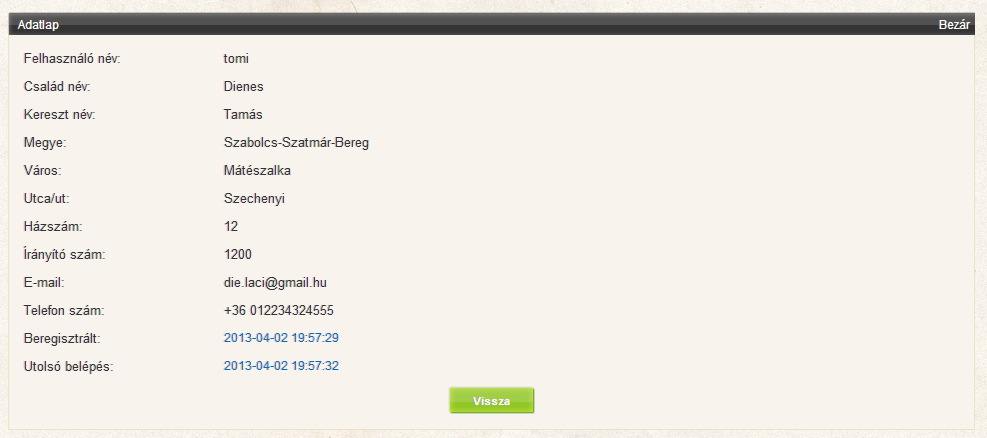 Adatlap Bezár
Felhasználó név: tomi
Család név: Dienes
Kereszt név: Tamás
Megye: Szabolcs-Szatmár-Bereg
Város: Mátészalka
Utca/ut: Szechenyi
Házszám: 12
Írányító szám: 1200
E-mail: die.laci@gmail.hu
Telefon szám: +36 012234324555
Beregisztrált: 2013-04-02 19:57:29
Utolsó belépés: 2013-04-02 19:57:32
Vissza